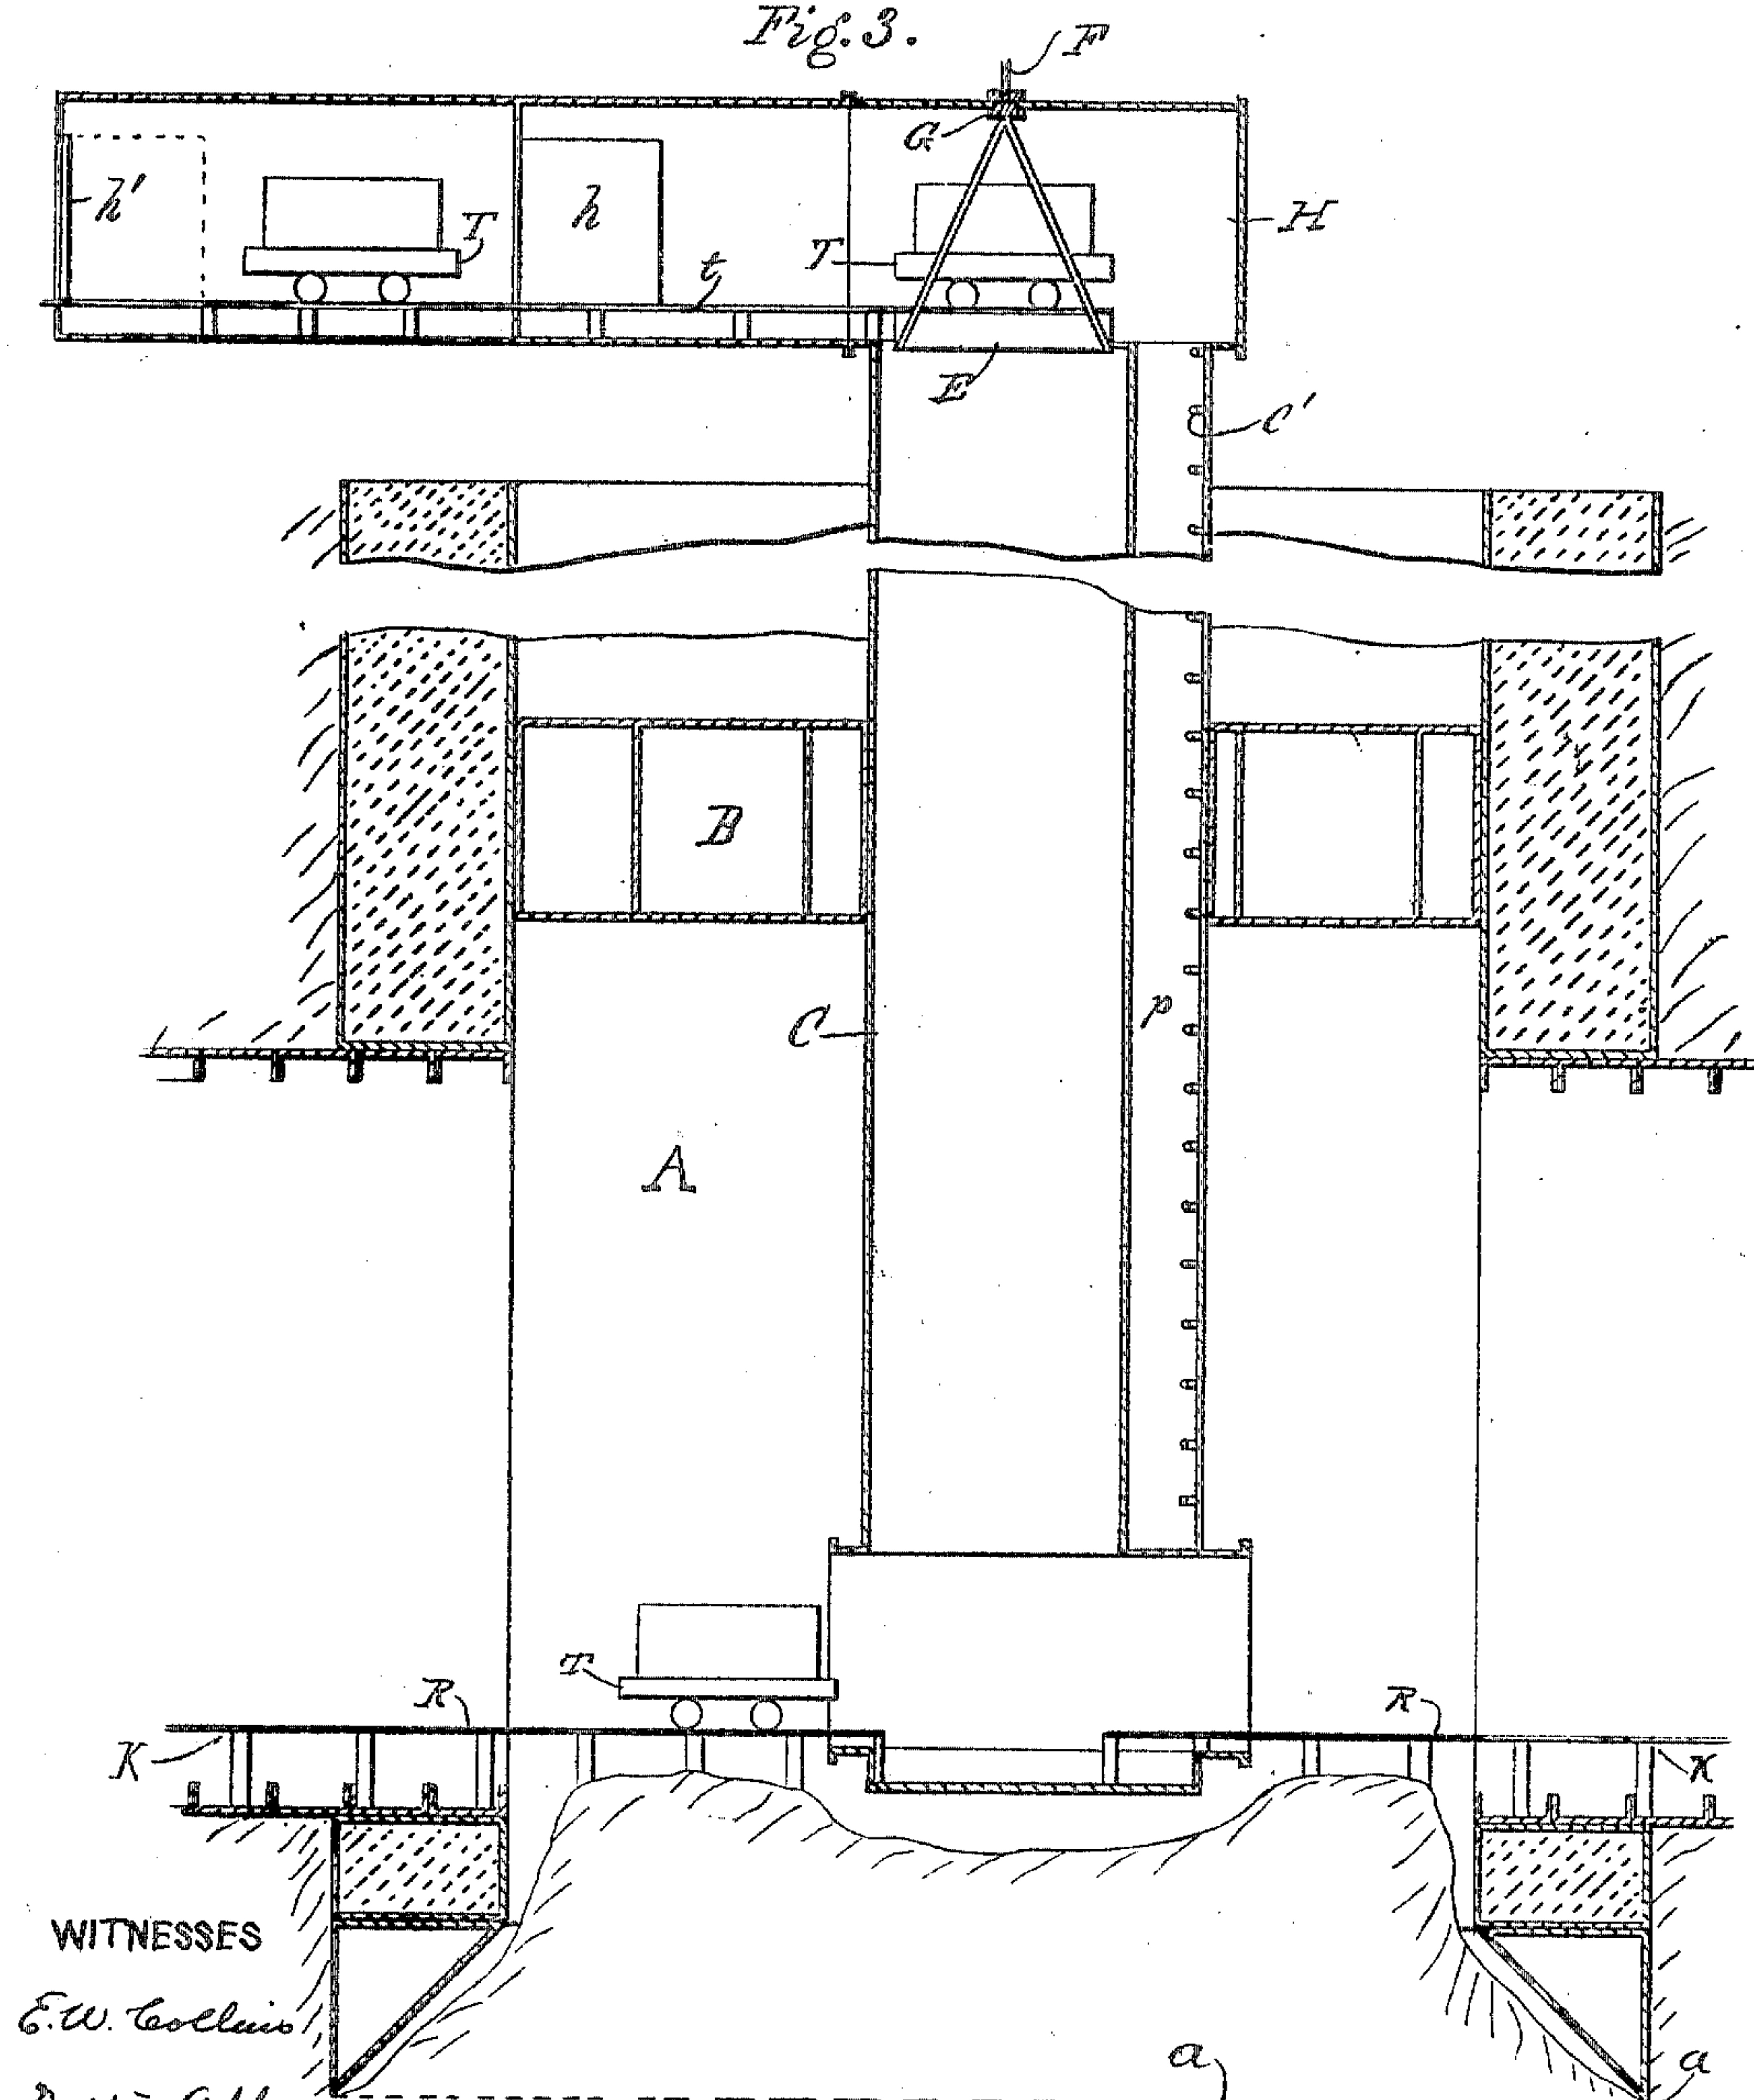 Fig. 3.
F
G
h'
T
h
T
t
H
E
C'
B
C
p
A
T
R
R
K
K
WITNESSES
E. W. Collins
a
a